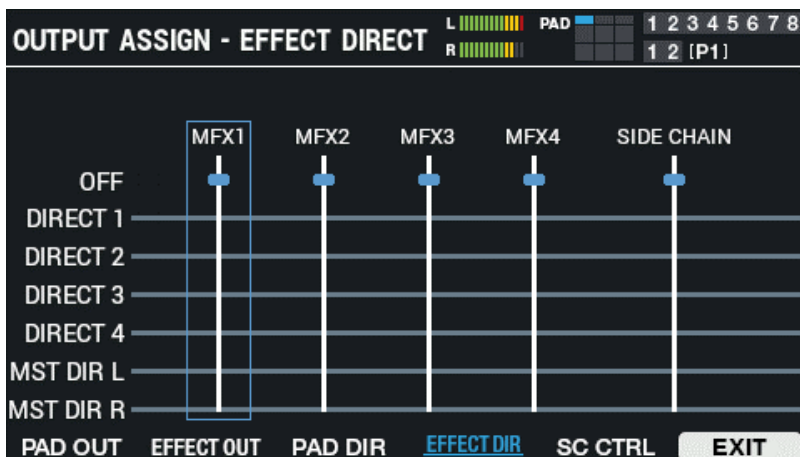 OUTPUT ASSIGN - EFFECT DIRECT L PAD 1 2 3 4 5 6 7 8
R 1 2 [P1]
MFX1 MFX2 MFX3 MFX4 SIDE CHAIN
OFF
DIRECT 1
DIRECT 2
DIRECT 3
DIRECT 4
MST DIR L
MST DIR R
PAD OUT EFFECT OUT PAD DIR EFFECT DIR SC CTRL EXIT